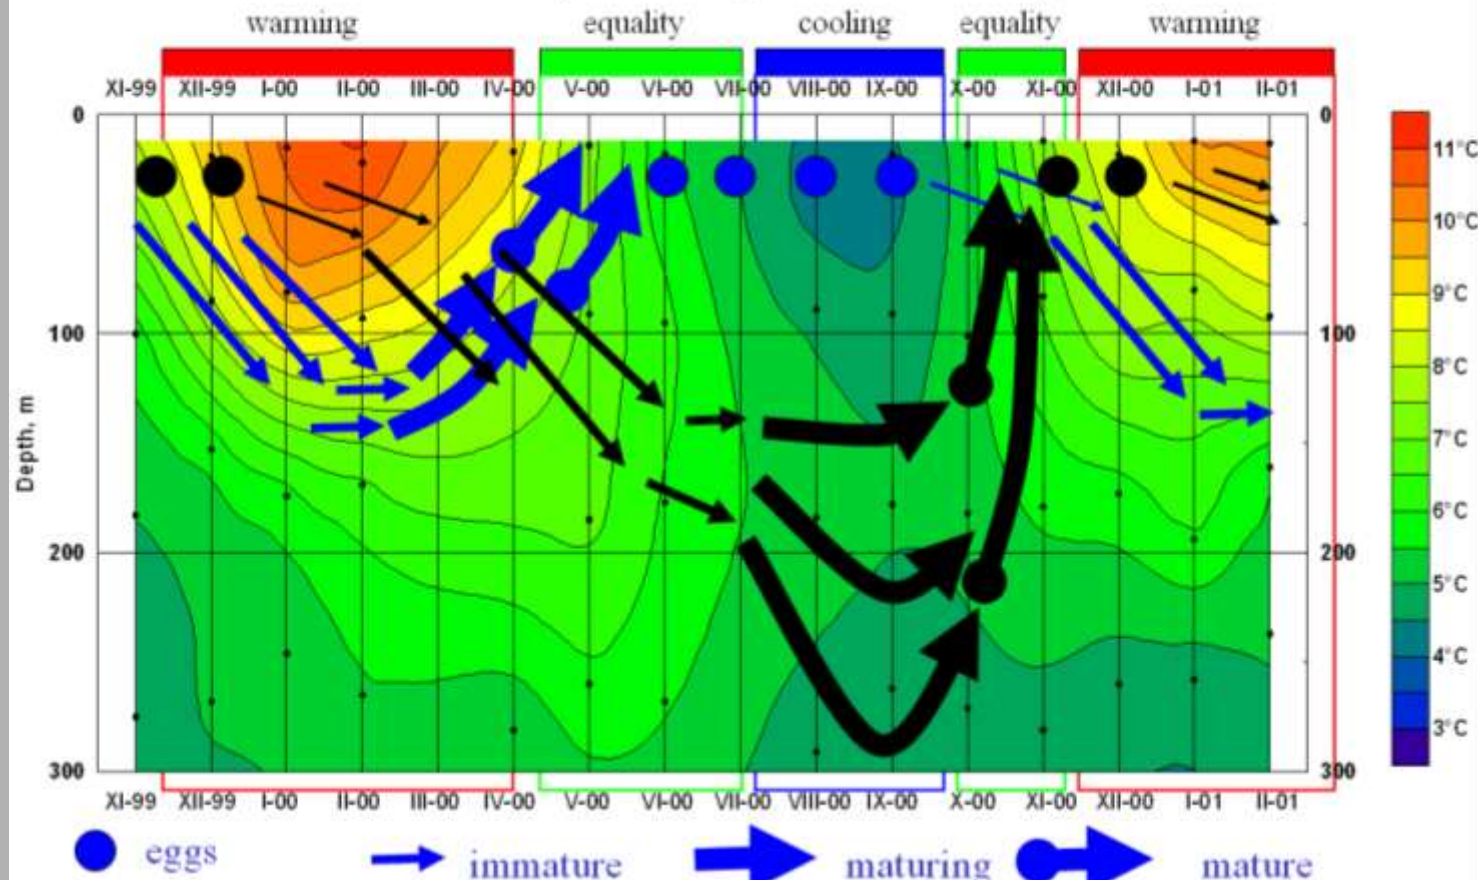 warming equality cooling equality warming
XI-99 XII-99 I-00 II-00 III-00 IV-00 V-00 VI-00 VII-00 VIII-00 IX-00 X-00 XI-00 XII-00 I-01 II-01
0 0
11°C
10°C
9°C
100 100
8°C
7°C
Depth, m
6°C
200 200
5°C
4°C
3°C
300 300
XI-99 XII-99 I-00 II-00 III-00 IV-00 V-00 VI-00 VII-00 VIII-00 IX-00 X-00 XI-00 XII-00 I-01 II-01
eggs immature maturing mature